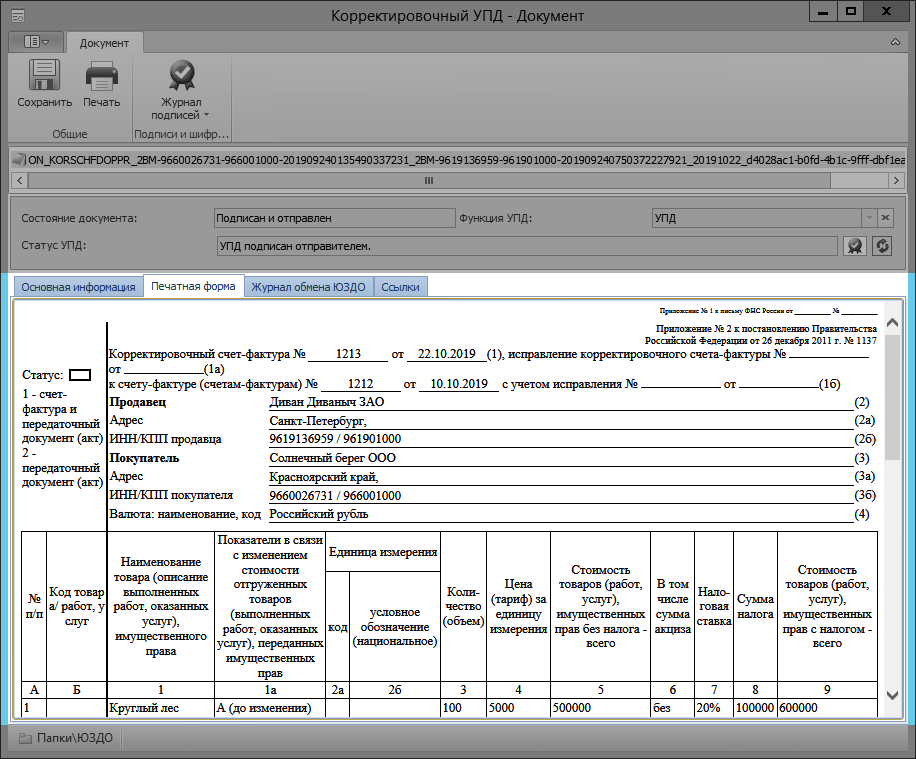 Корректировочный УПД - Документ
Документ
Сохранить
Печать
Журнал
подписей
Общие
Подписи и шифр...
ON_KORSCHFDOPPR_2BM-9660026731-966001000-201909240135490337231_2BM-9619136959-961901000-201909240750372227921_20191022_d4028ac1-b0fd-4b1c-9fff-dbf1ea
Состояние документа:
Подписан и отправлен
Функция УПД:
УПД
Статус УПД:
УПД подписан отправителем.
Основная информация
Печатная форма
Журнал обмена ЮЗДО
Ссылки
Приложение № 1 к письму ФНС России от ________ № ________
Приложение № 2 к постановлению Правительства
Российской Федерации от 26 декабря 2011 г. № 1137
Корректировочный счет-фактура № 1213 от 22.10.2019 (1), исправление корректировочного счета-фактуры № ________
от ________ (1а)
к счету-фактуре (счетам-фактурам) № 1212 от 10.10.2019 с учетом исправления № ________ от ________ (1б)
Статус:
1 - счет-
фактура и
передаточный
документ (акт)
2 -
передаточный
документ (акт)
Продавец Диван Диваныч ЗАО (2)
Адрес Санкт-Петербург, (2а)
ИНН/КПП продавца 9619136959 / 961901000 (2б)
Покупатель Солнечный берег ООО (3)
Адрес Красноярский край, (3а)
ИНН/КПП покупателя 9660026731 / 966001000 (3б)
Валюта: наименование, код Российский рубль (4)
№
п/п
Код товар
а/ работ, у
слуг
Наименование
товара (описание
выполненных
работ, оказанных
услуг),
имущественного
права
Показатели в связи
с изменением
стоимости
отгруженных
товаров
(выполненных
работ, оказанных
услуг), переданных
имущественных
прав
Единица измерения
код
условное
обозначение
(национальное)
Коли-
чество
(объем)
Цена
(тариф) за
единицу
измерения
Стоимость
товаров (работ,
услуг),
имущественных
прав без налога -
всего
В том
числе
сумма
акциза
Нало-
говая
ставка
Сумма
налога
Стоимость
товаров (работ,
услуг),
имущественных
прав с налогом -
всего
А Б 1 1а 2а 2б 3 4 5 6 7 8 9
1 Круглый лес А (до изменения) 100 5000 500000 без 20% 100000 600000
Папки\ЮЗДО